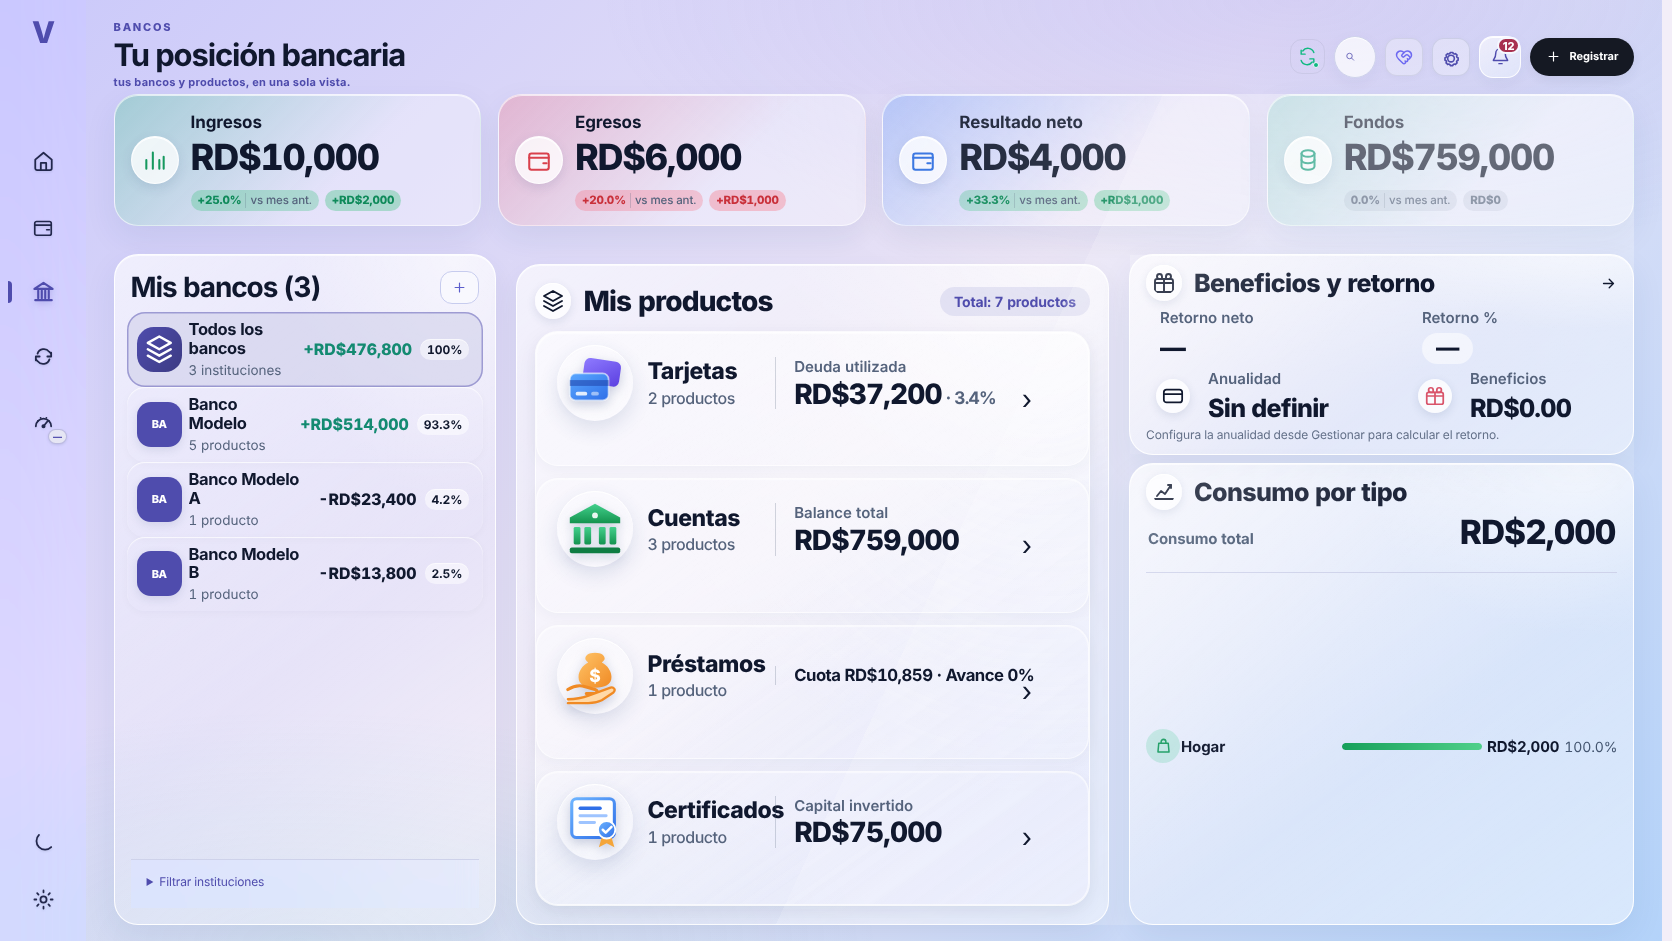 V
BANCOS
Tu posición bancaria
tus bancos y productos, en una sola vista.
12
Registrar
Ingresos
RD$10,000
+25.0% vs mes ant. +RD$2,000
Egresos
RD$6,000
+20.0% vs mes ant. +RD$1,000
Resultado neto
RD$4,000
+33.3% vs mes ant. +RD$1,000
Fondos
RD$759,000
0.0% vs mes ant. RD$0
Mis bancos (3)
+
Todos los
bancos
3 instituciones
+RD$476,800 100%
BA
Banco
Modelo
5 productos
+RD$514,000 93.3%
BA
Banco Modelo
A
1 producto
-RD$23,400 4.2%
BA
Banco Modelo
B
1 producto
-RD$13,800 2.5%
Filtrar instituciones
Mis productos
Total: 7 productos
Tarjetas
2 productos
Deuda utilizada
RD$37,200 · 3.4%
Cuentas
3 productos
Balance total
RD$759,000
$
Préstamos
1 producto
Cuota RD$10,859 · Avance 0%
Certificados
1 producto
Capital invertido
RD$75,000
Beneficios y retorno
Retorno neto
—
Retorno %
—
Anualidad
Sin definir
Beneficios
RD$0.00
Configura la anualidad desde Gestionar para calcular el retorno.
Consumo por tipo
Consumo total
RD$2,000
Hogar
RD$2,000 100.0%